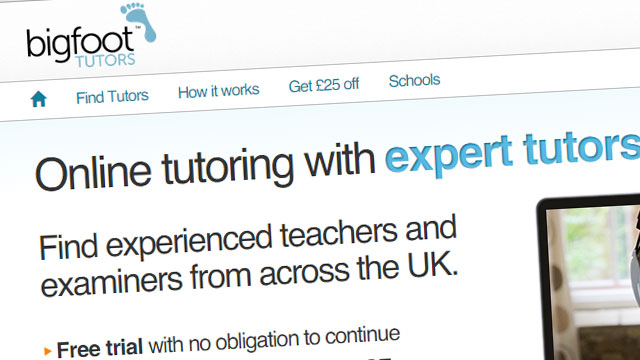 bigfoot™
TUTORS
Find Tutors
How it works
Get £25 off
Schools
Online tutoring with expert tutors
Find experienced teachers and
examiners from across the UK.
Free trial with no obligation to continue